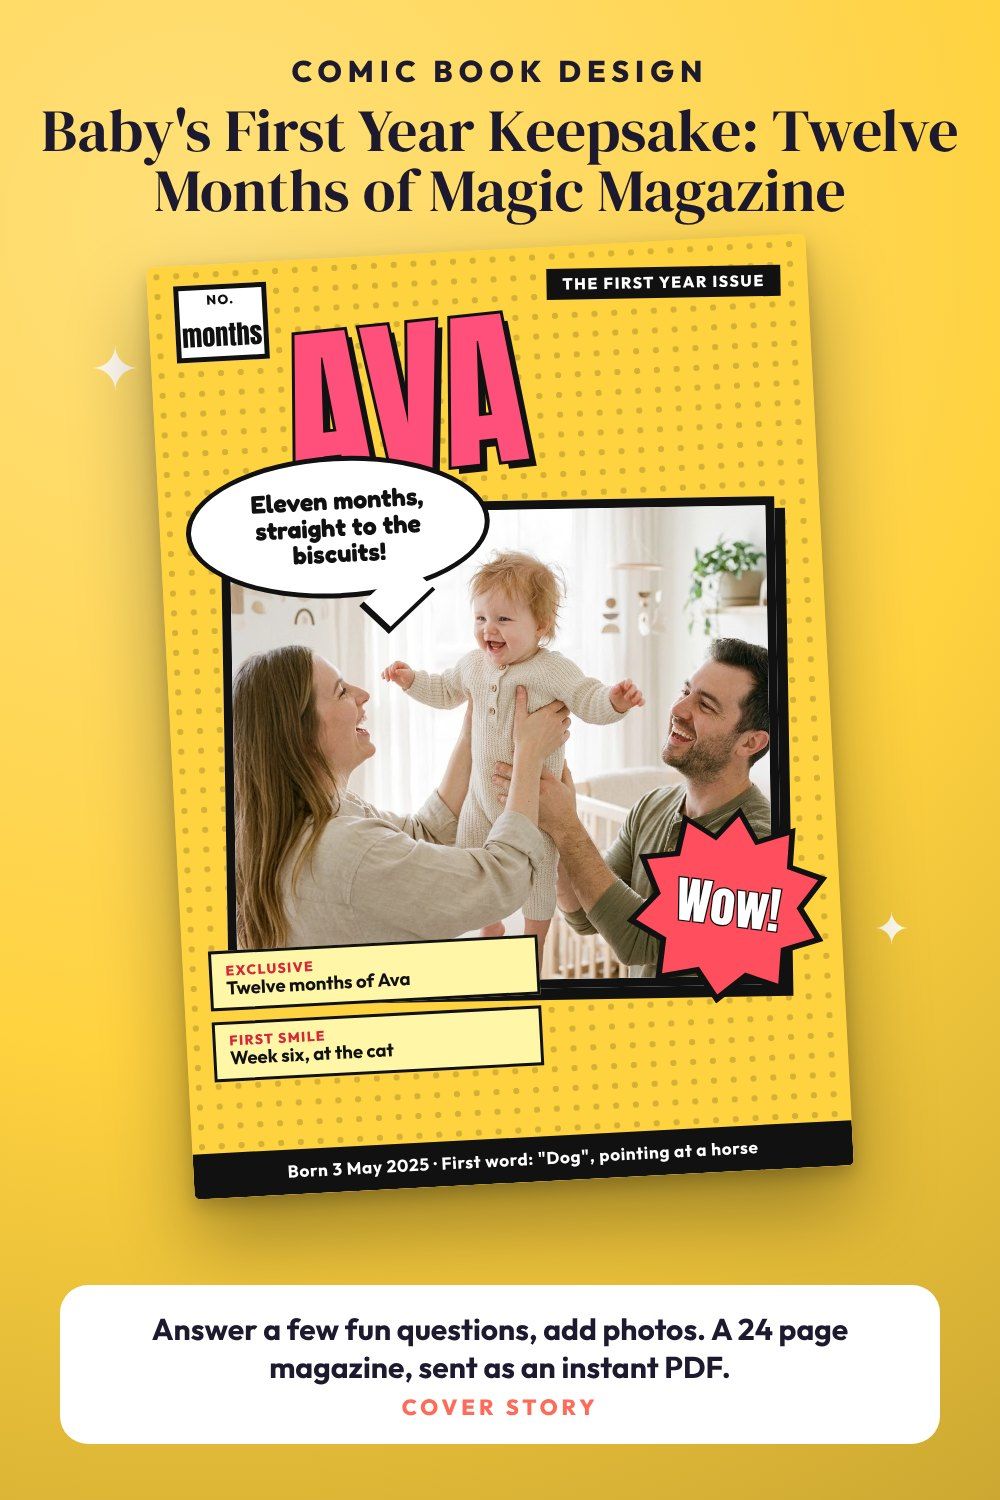 COMIC BOOK DESIGN
Baby's First Year Keepsake: Twelve
Months of Magic Magazine
NO.
months
THE FIRST YEAR ISSUE
AVA
Eleven months,
straight to the
biscuits!
Wow!
EXCLUSIVE
Twelve months of Ava
FIRST SMILE
Week six, at the cat
Born 3 May 2025 · First word: "Dog", pointing at a horse
Answer a few fun questions, add photos. A 24 page
magazine, sent as an instant PDF.
COVER STORY